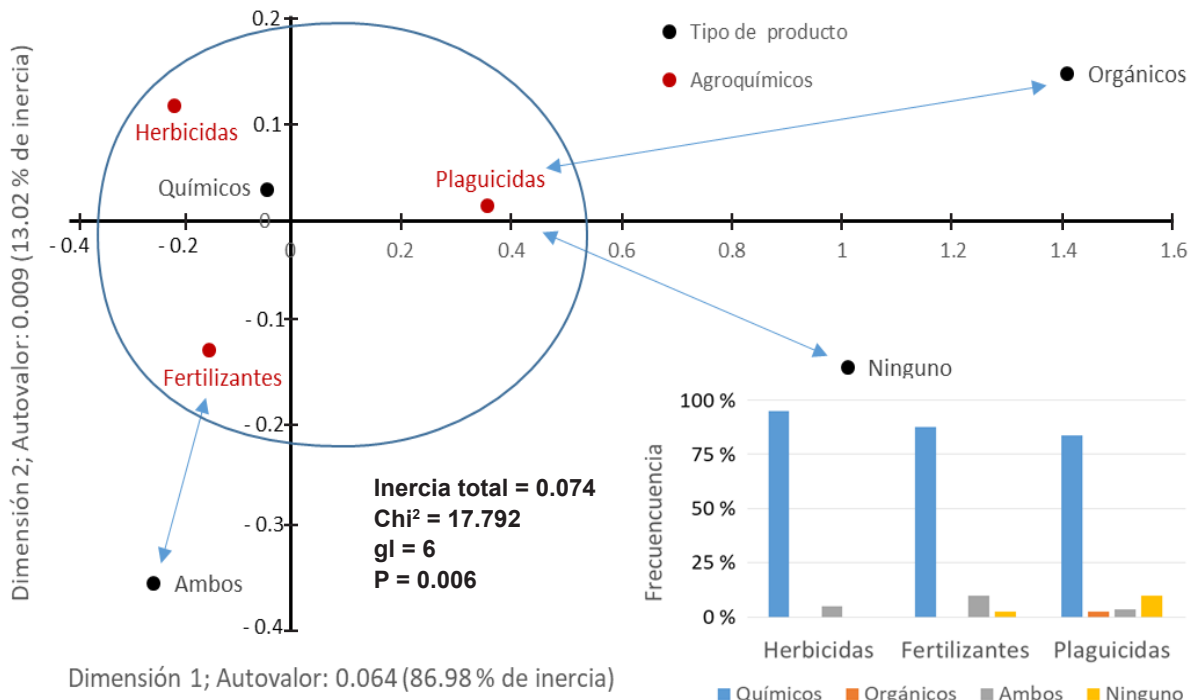 Dimensión 2; Autovalor: 0.009 (13.02 % de inercia)
0.2
0.1
0
- 0.1
- 0.2
- 0.3
- 0.4
- 0.4
- 0.2
0
0.2
0.4
0.6
0.8
1
1.2
1.4
1.6
Tipo de producto
Agroquímicos
Orgánicos
Herbicidas
Químicos
Plaguicidas
Fertilizantes
Ninguno
Ambos
Inercia total = 0.074
Chi² = 17.792
gl = 6
P = 0.006
Dimensión 1; Autovalor: 0.064 (86.98 % de inercia)
Frecuencuencia
100 %
75 %
50 %
25 %
0 %
Herbicidas Fertilizantes Plaguicidas
Químicos Orgánicos Ambos Ninguno